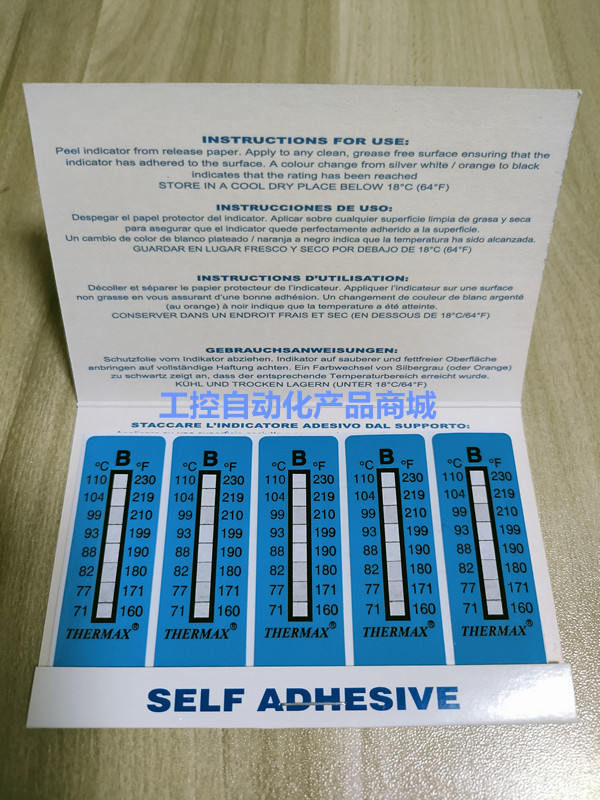 INSTRUCTIONS FOR USE:
Peel indicator from release paper. Apply to any clean, grease free surface ensuring that the
indicator has adhered to the surface. A colour change from silver white / orange to black
indicates that the rating has been reached
STORE IN A COOL DRY PLACE BELOW 18°C (64°F)
INSTRUCCIONES DE USO:
Despegar el papel protector del indicator. Aplicar sobre cualquier superficie limpia de grasa y seca
para asegurar que el indicator quede perfectamente adherido a la superficie.
Un cambio de color de blanco plateado / naranja a negro indica que la temperatura ha sido alcanzada.
GUARDAR EN LUGAR FRESCO Y SECO POR DEBAJO DE 18°C (64°F)
INSTRUCTIONS D'UTILISATION:
Décoller et séparer le papier protecteur de l'indicateur. Appliquer l'indicateur sur une surface
non grasse en vous assurant d'une bonne adhésion. Un changement de couleur de blanc argenté
(au orange) à noir indique que la temperature a été atteinte.
CONSERVER DANS UN ENDROIT FRAIS ET SEC (EN DESSOUS DE 18°C/64°F)
GEBRAUCHSANWEISUNGEN:
Schutzfolie vom Indikator abziehen. Indikator auf sauberer und fettfreier Oberfläche
anbringen auf vollständige Haftung achten. Ein Farbwechsel von Silbergrau (oder Orange)
zu schwartz zeigt an, dass der entsprechende Temperaturbereich erreicht wurde.
KÜHL UND TROCKEN LAGERN (UNTER 18°C/64°F)
工控自动化产品商城
STACCARE L'INDICATORE ADESIVO DAL SUPPORTO:
°C B °F °C B °F °C B °F °C B °F °C B °F
110 230 110 230 110 230 110 230 110 230
104 219 104 219 104 219 104 219 104 219
99 210 99 210 99 210 99 210 99 210
93 199 93 199 93 199 93 199 93 199
88 190 88 190 88 190 88 190 88 190
82 180 82 180 82 180 82 180 82 180
77 171 77 171 77 171 77 171 77 171
71 160 71 160 71 160 71 160 71 160
THERMAX® THERMAX® THERMAX® THERMAX® THERMAX®
SELF ADHESIVE